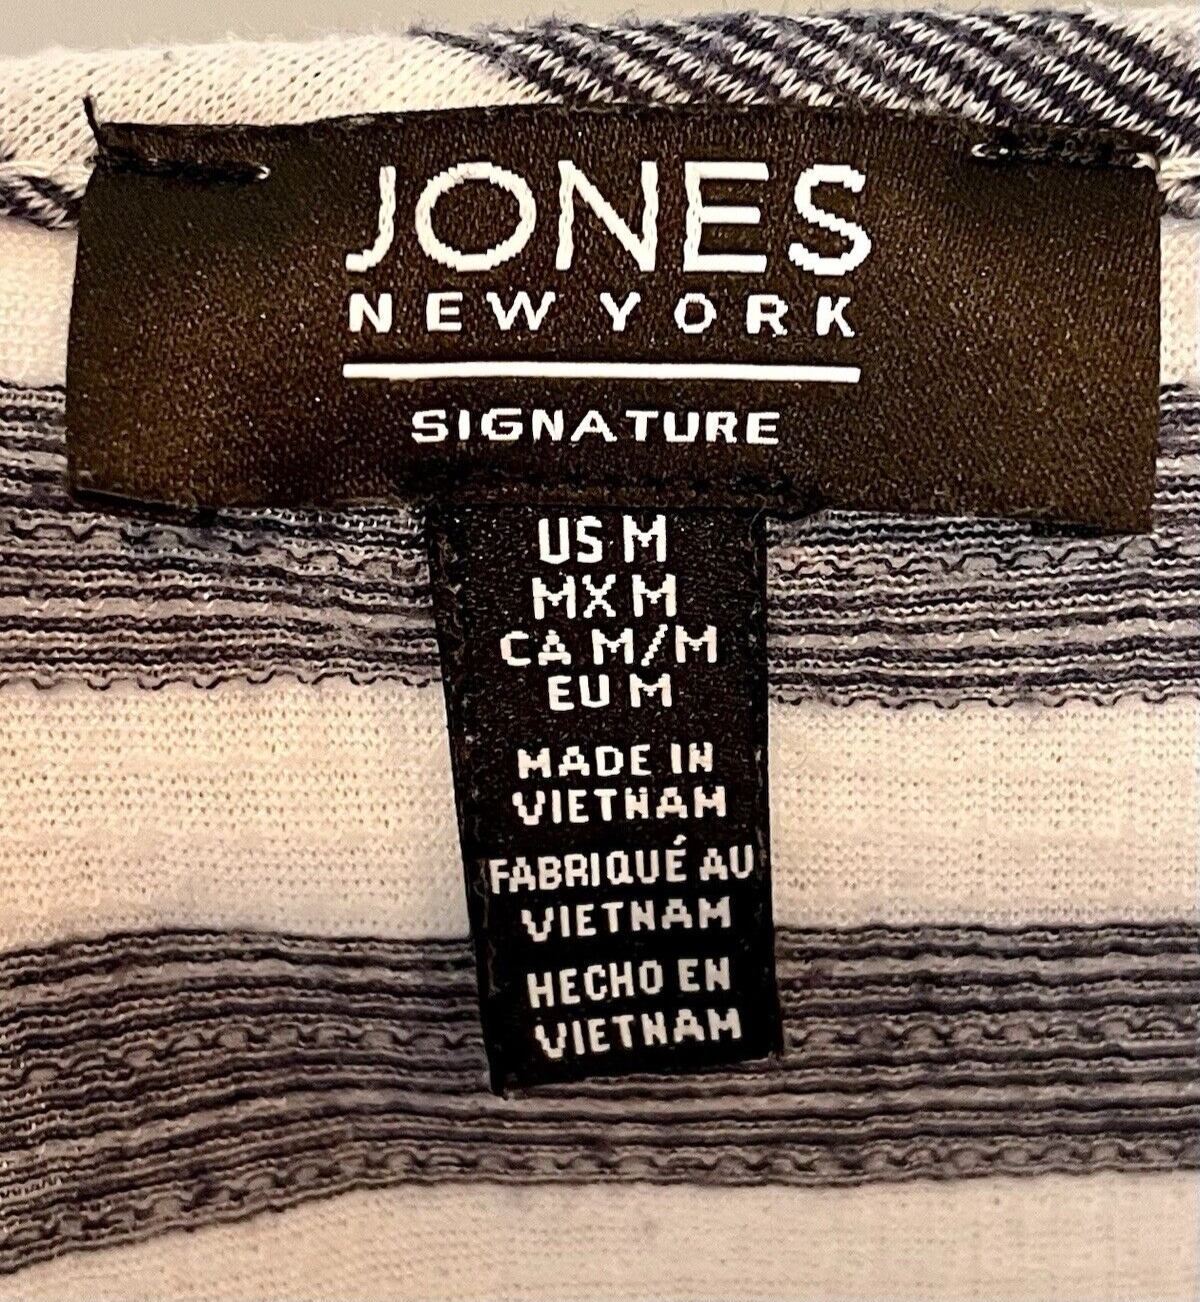 JONES
NEW YORK
SIGNATURE
US M
MX M
CA M/M
EU M
MADE IN
VIETNAM
FABRIQUÉ AU
VIETNAM
HECHO EN
VIETNAM